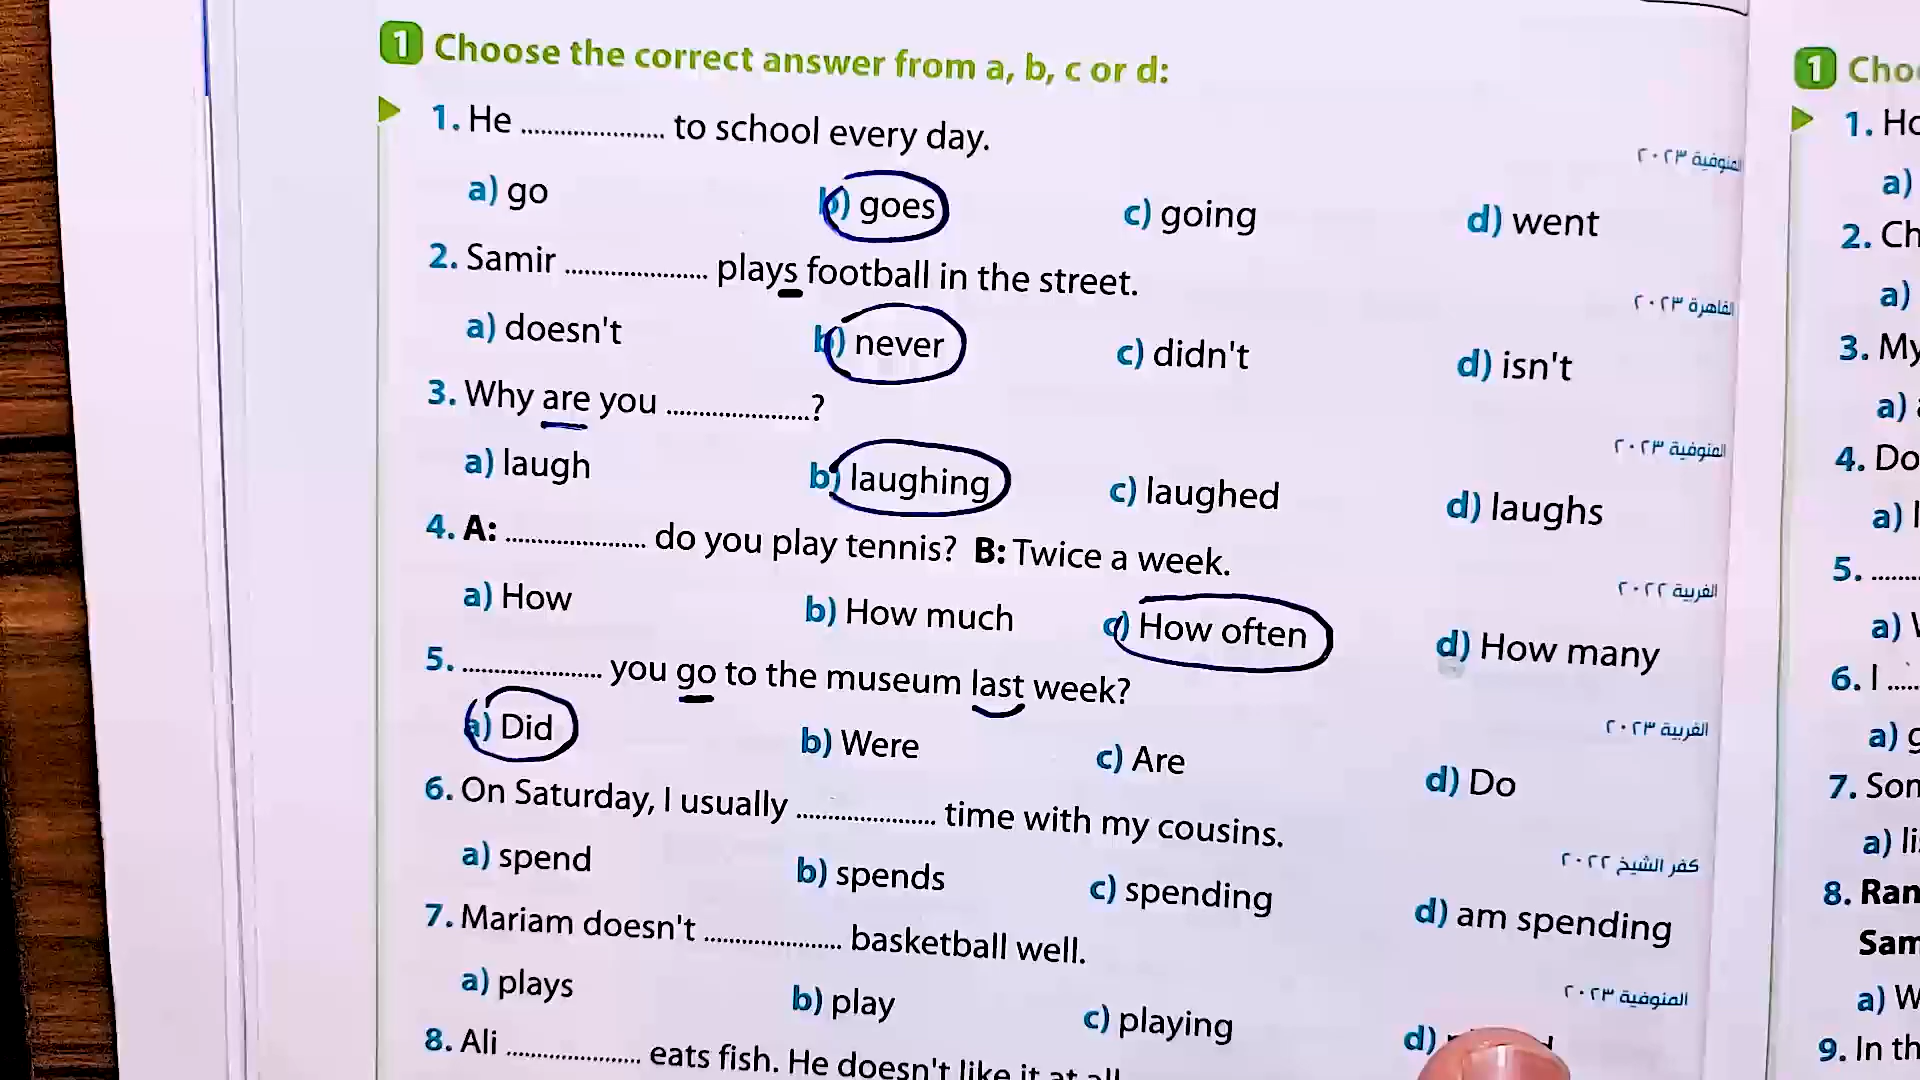 1 Choose the correct answer from a, b, c or d:
1. He ........................ to school every day.
المنوفية ٢٠٢٣
a) go b) goes c) going d) went
2. Samir ........................ plays football in the street.
القاهرة ٢٠٢٣
a) doesn't b) never c) didn't d) isn't
3. Why are you ........................?
المنوفية ٢٠٢٣
a) laugh b) laughing c) laughed d) laughs
4. A: ........................ do you play tennis? B: Twice a week.
الغربية ٢٠٢٢
a) How b) How much c) How often d) How many
5. ........................ you go to the museum last week?
الغربية ٢٠٢٣
a) Did b) Were c) Are d) Do
6. On Saturday, I usually ........................ time with my cousins.
كفر الشيخ ٢٠٢٢
a) spend b) spends c) spending d) am spending
7. Mariam doesn't ........................ basketball well.
المنوفية ٢٠٢٣
a) plays b) play c) playing d)
8. Ali ........................ eats fish. He doesn't like it at all
1
1.
a)
2.
a)
3. My
a)
4. Do
a)
5. ........
a)
6. I .....
a)
7.
a)
8.
a)
9. In